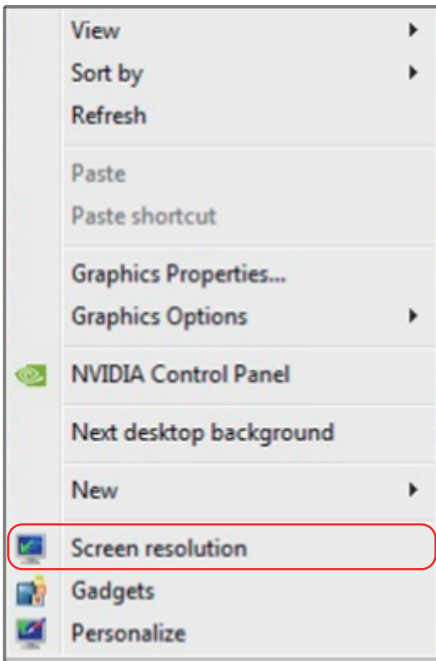 View
Sort by
Refresh
Paste
Paste shortcut
Graphics Properties...
Graphics Options
NVIDIA Control Panel
Next desktop background
New
Screen resolution
Gadgets
Personalize